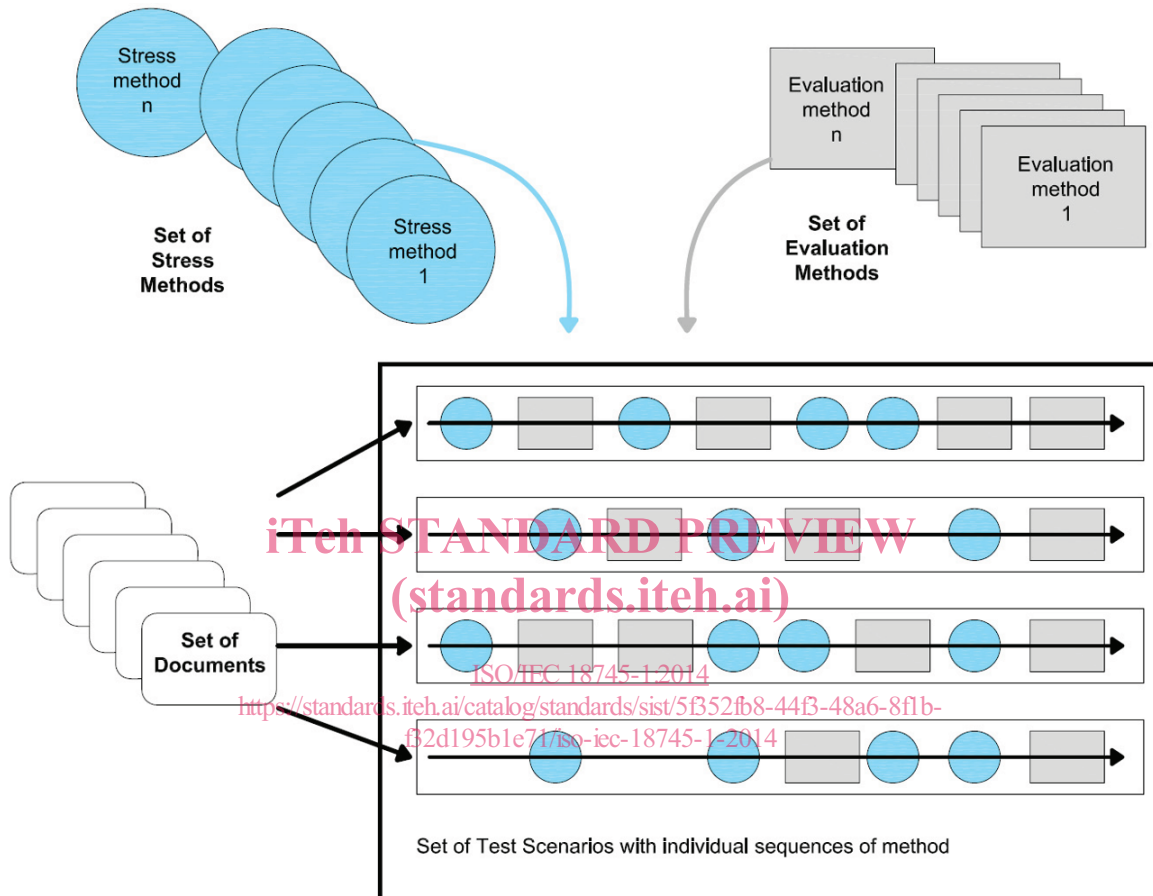 Stress
method
n
Evaluation
method
n
Evaluation
method
1
Stress
method
1
Set of
Stress
Methods
Set of
Evaluation
Methods
iTeh STANDARD PREVIEW
(standards.iteh.ai)
Set of
Documents
ISO/IEC 18745-1:2014
https://standards.iteh.ai/catalog/standards/sist/5f352fb8-44f3-48a6-8f1b-
f32d195b1e71/iso-iec-18745-1-2014
Set of Test Scenarios with individual sequences of method